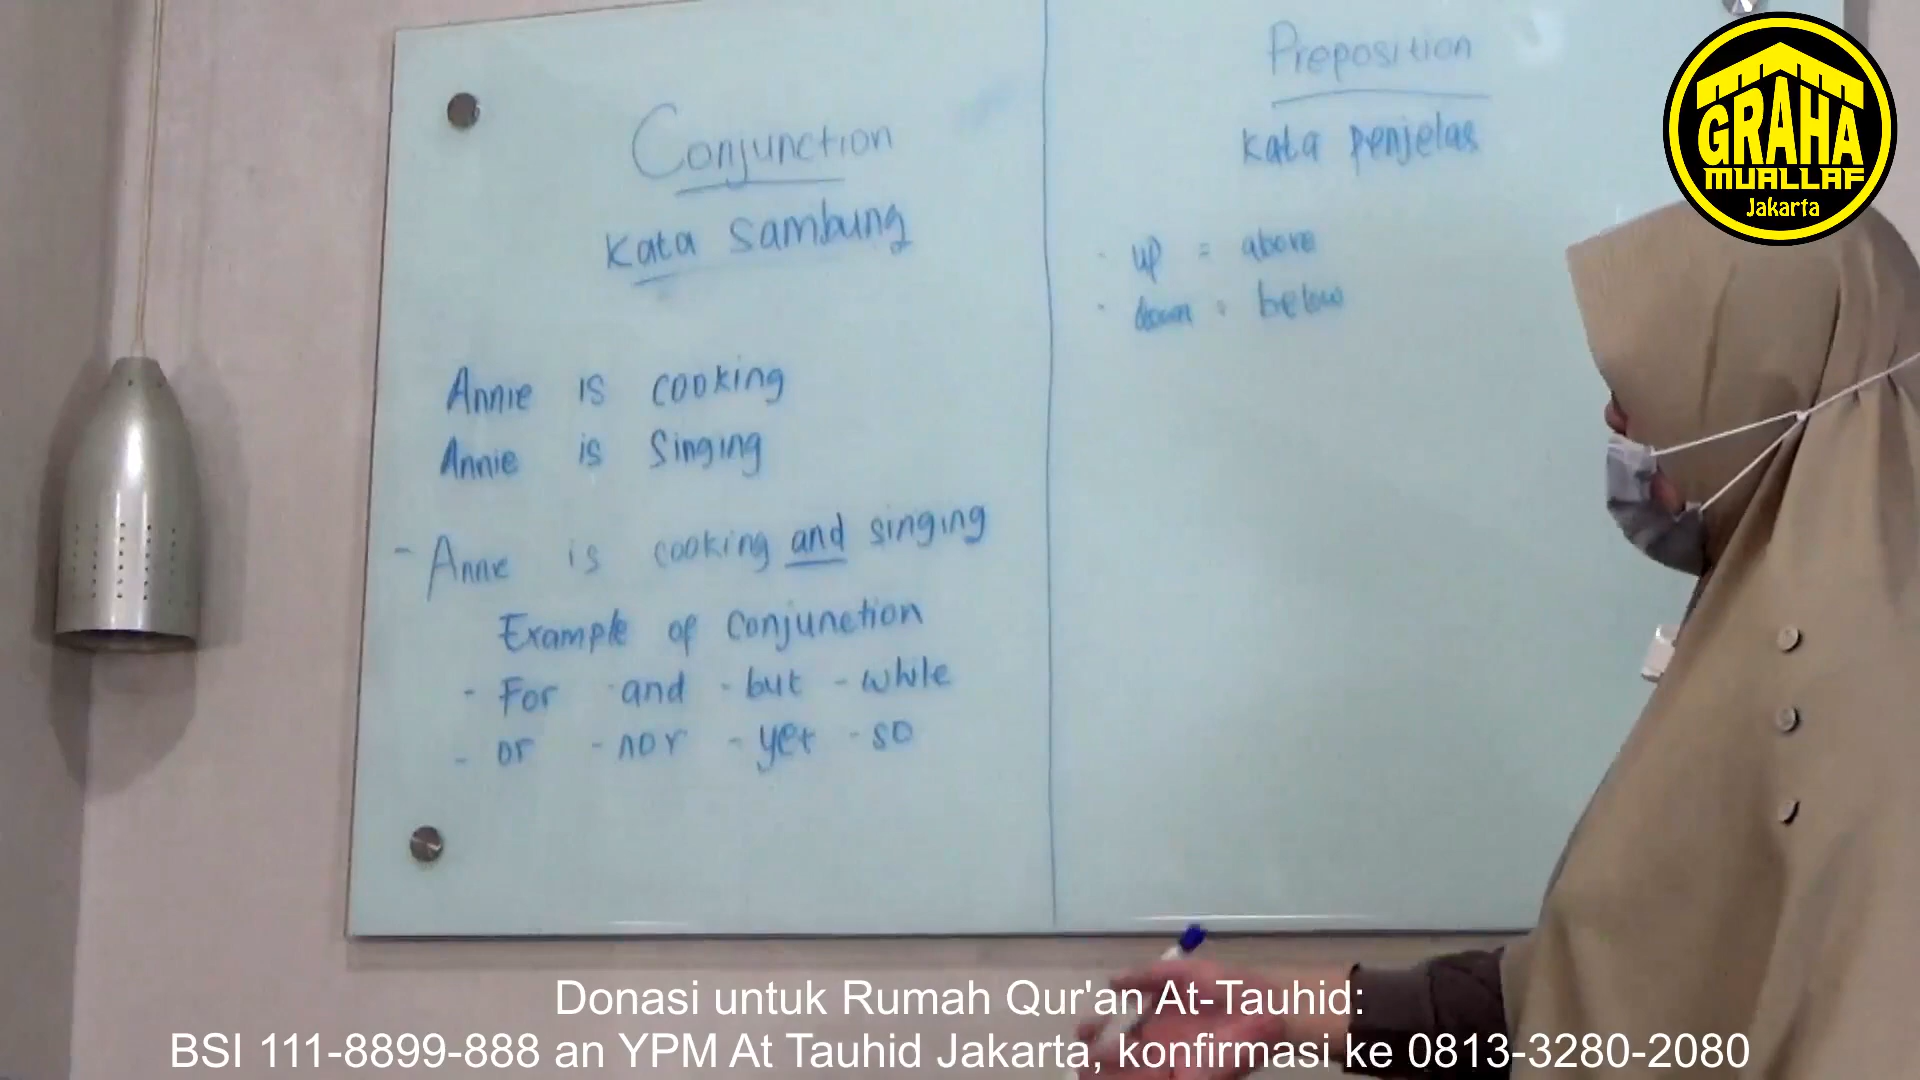 Conjunction
Kata Sambung
Annie is cooking
Annie is Singing
- Annie is cooking and singing
Example of Conjunction
- For - and - but - while
- or - nor - yet - so
Preposition
Kata Penjelas
- up = above
- down = below
GRAHA
MUALLAF
Jakarta
Donasi untuk Rumah Qur'an At-Tauhid:
BSI 111-8899-888 an YPM At Tauhid Jakarta, konfirmasi ke 0813-3280-2080